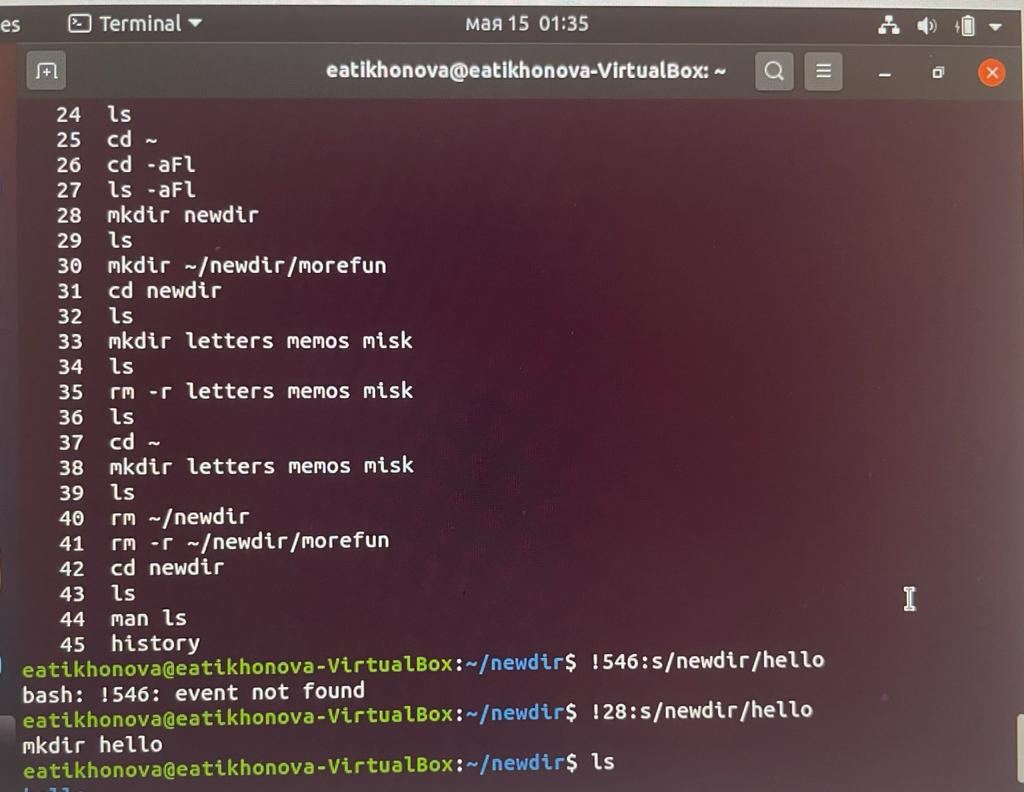 es Terminal мая 15 01:35
eatikhonova@eatikhonova-VirtualBox: ~
24 ls
25 cd ~
26 cd -aFl
27 ls -aFl
28 mkdir newdir
29 ls
30 mkdir ~/newdir/morefun
31 cd newdir
32 ls
33 mkdir letters memos misk
34 ls
35 rm -r letters memos misk
36 ls
37 cd ~
38 mkdir letters memos misk
39 ls
40 rm ~/newdir
41 rm -r ~/newdir/morefun
42 cd newdir
43 ls
44 man ls
45 history
eatikhonova@eatikhonova-VirtualBox:~/newdir$ !546:s/newdir/hello
bash: !546: event not found
eatikhonova@eatikhonova-VirtualBox:~/newdir$ !28:s/newdir/hello
mkdir hello
eatikhonova@eatikhonova-VirtualBox:~/newdir$ ls